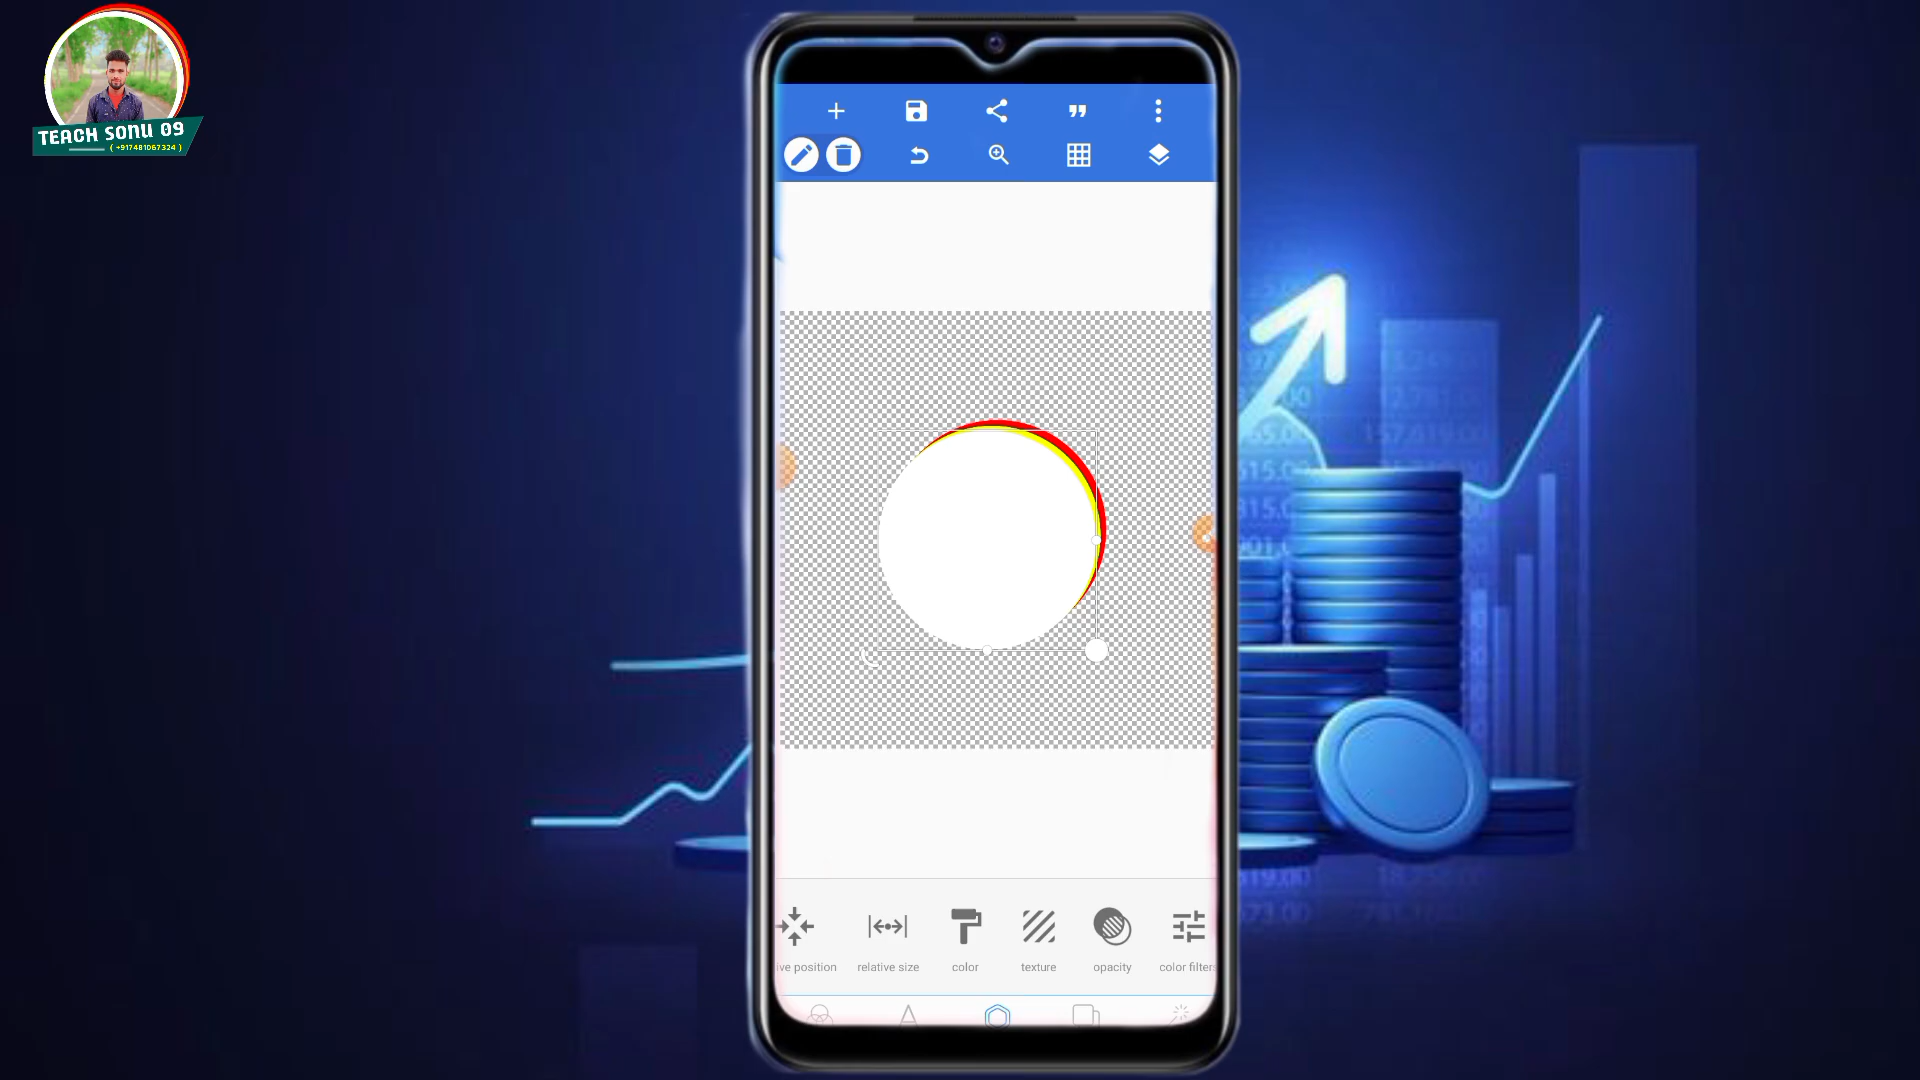 TEACH SONU 09
( +917481067324 )
ive position
relative size
color
texture
opacity
color filter